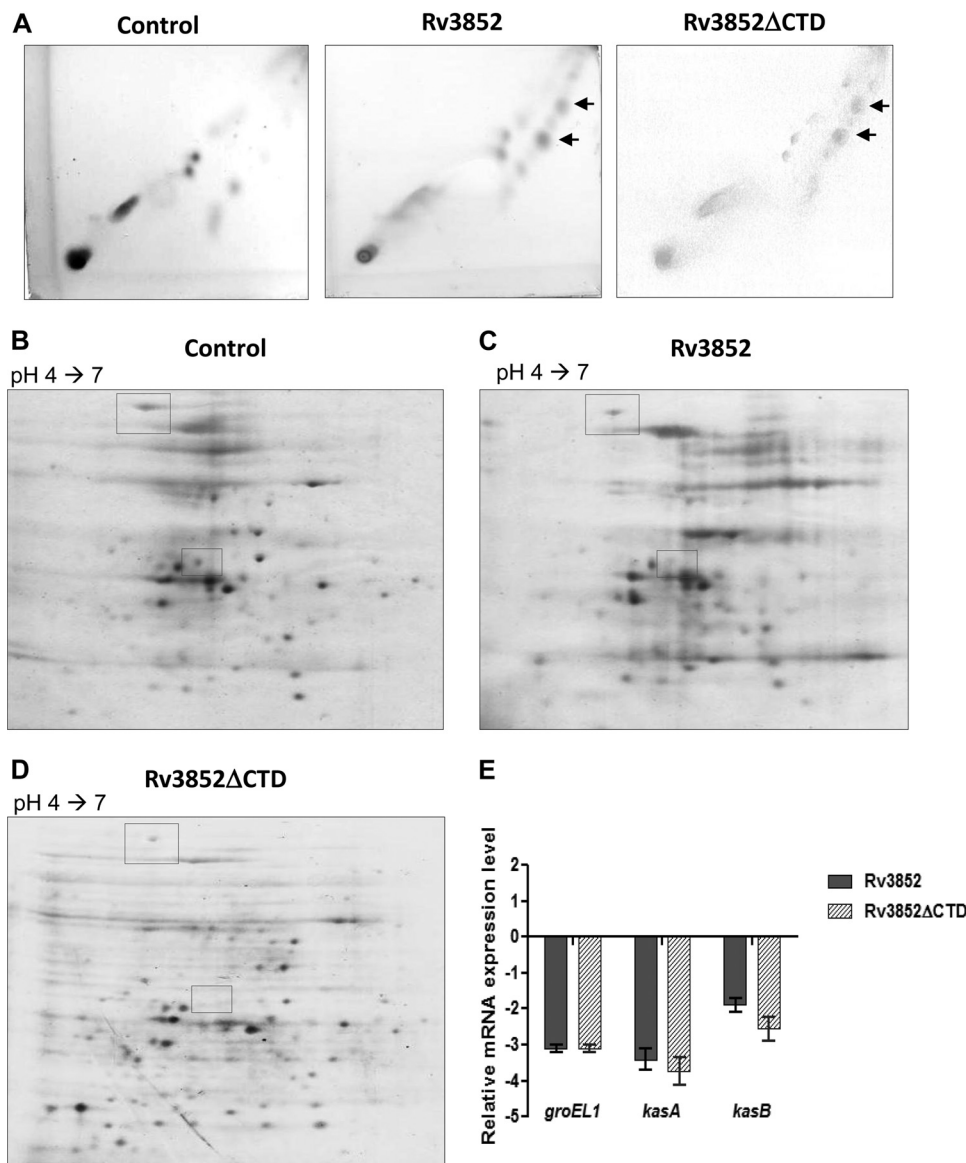 A
Control
Rv3852
Rv3852ΔCTD
B
Control
pH 4 → 7
C
Rv3852
pH 4 → 7
D
Rv3852ΔCTD
pH 4 → 7
E
Relative mRNA expression level
2
1
0
-1
-2
-3
-4
-5
groEL1
kasA
kasB
Rv3852
Rv3852ΔCTD